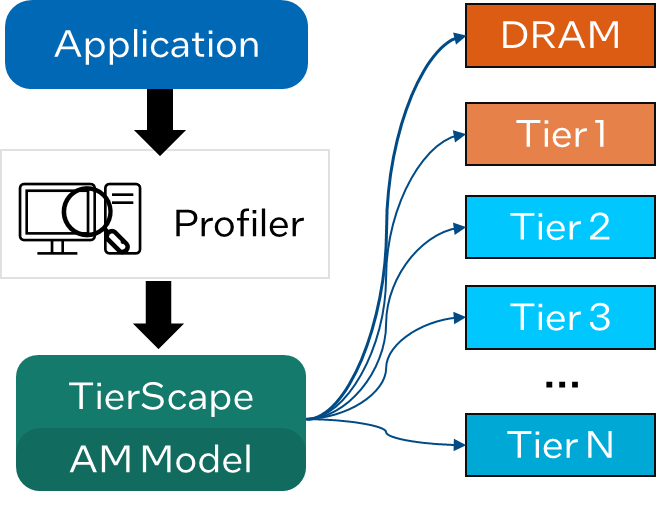 Application
Profiler
TierScape
AM Model
DRAM
Tier 1
Tier 2
Tier 3
...
Tier N